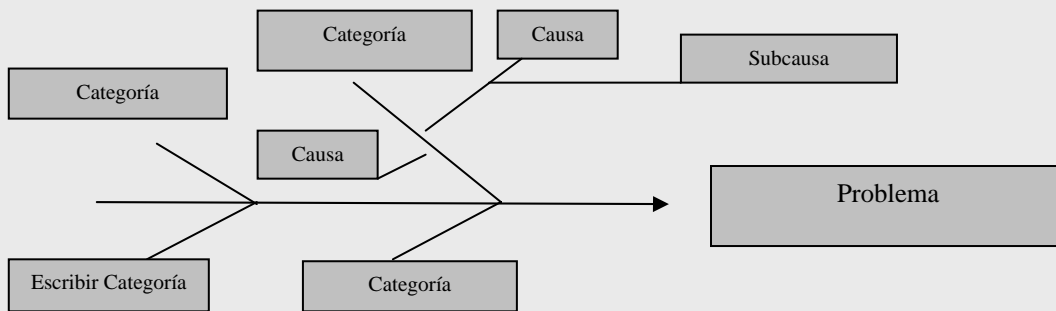 Categoría
Causa
Subcausa
Categoría
Causa
Problema
Escribir Categoría
Categoría